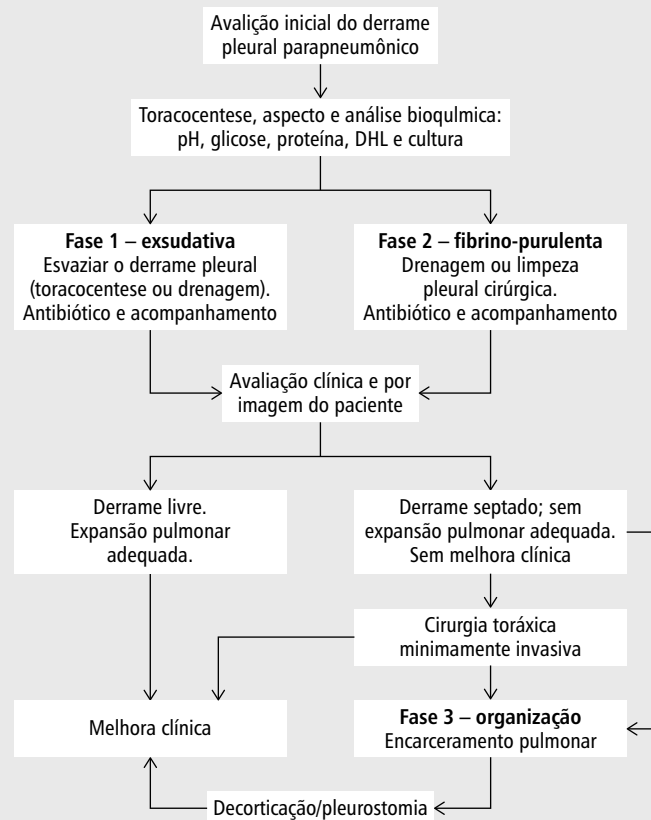 Avalição inicial do derrame
pleural parapneumônico
Toracocentese, aspecto e análise bioqulmica:
pH, glicose, proteína, DHL e cultura
Fase 1 – exsudativa
Esvaziar o derrame pleural
(toracocentese ou drenagem).
Antibiótico e acompanhamento
Fase 2 – fibrino-purulenta
Drenagem ou limpeza
pleural cirúrgica.
Antibiótico e acompanhamento
Avaliação clínica e por
imagem do paciente
Derrame livre.
Expansão pulmonar
adequada.
Derrame septado; sem
expansão pulmonar adequada.
Sem melhora clínica
Cirurgia toráxica
minimamente invasiva
Melhora clínica
Fase 3 – organização
Encarceramento pulmonar
Decorticação/pleurostomia